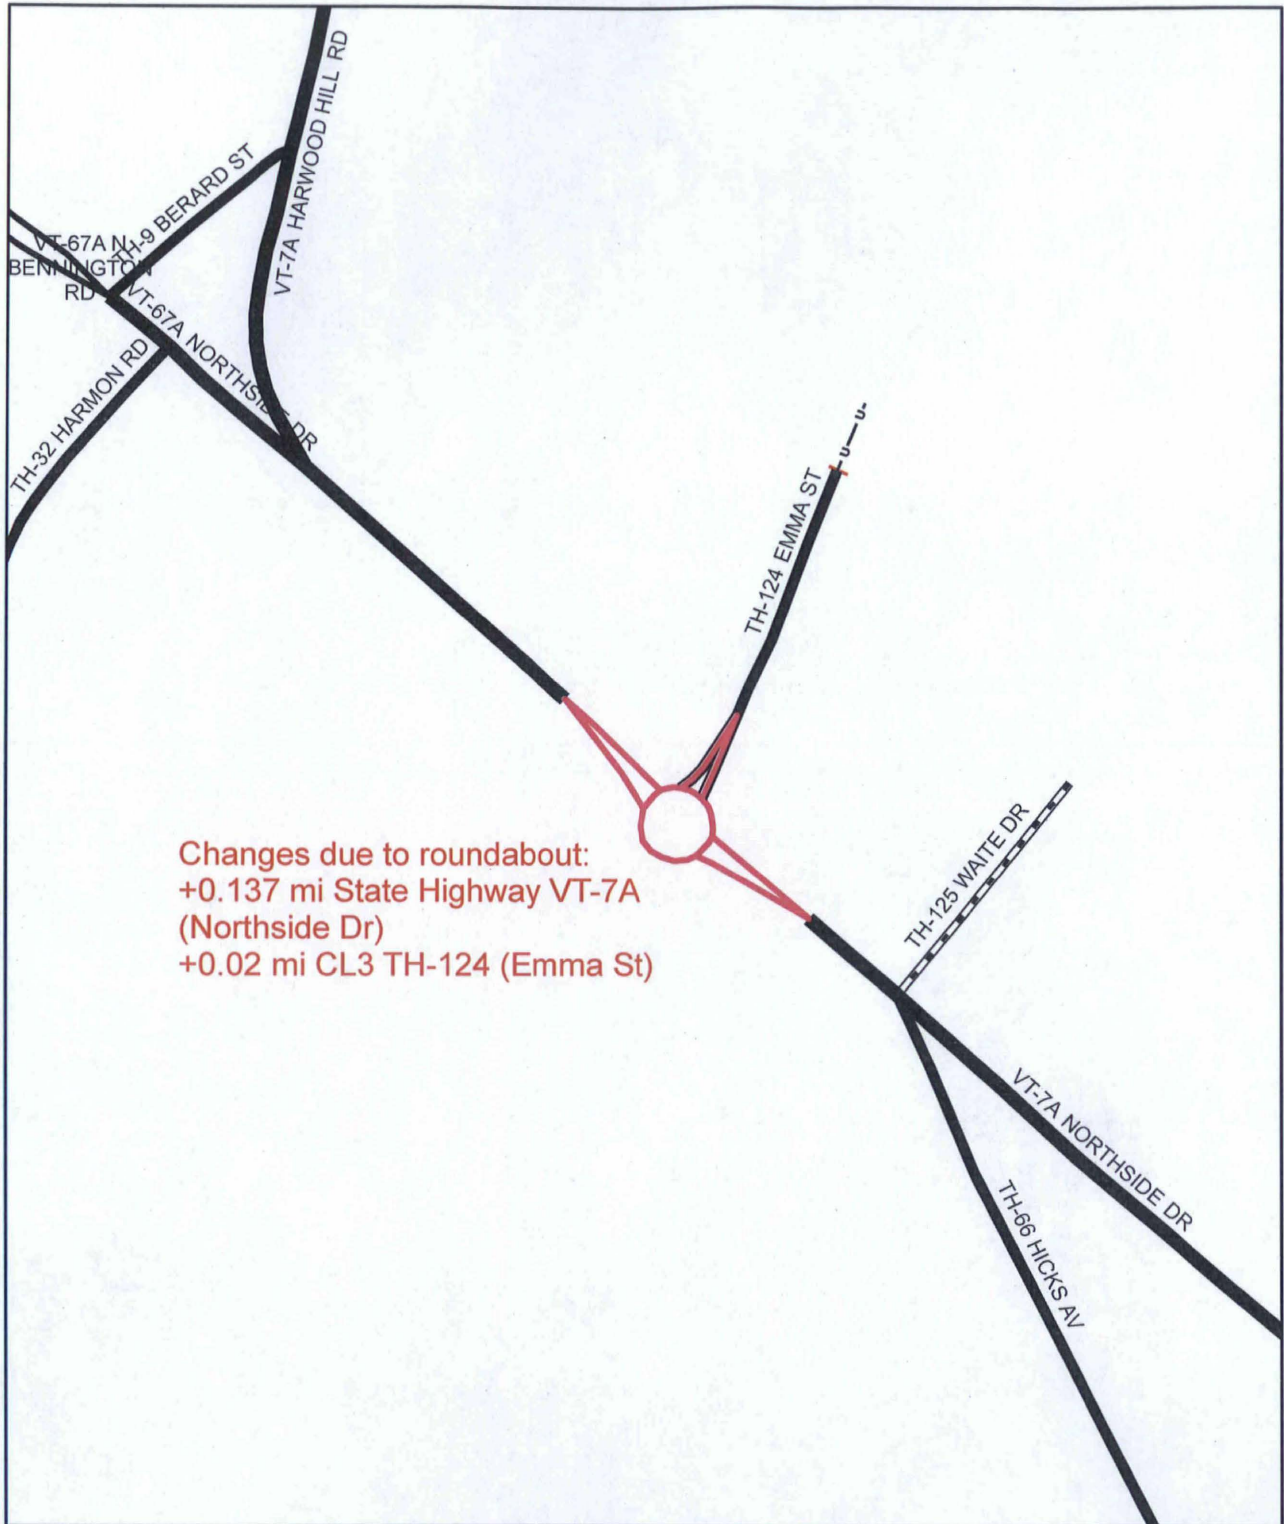 VT-7A HARWOOD HILL RD
TH-9 BERARD ST
VT-67A N
BENNINGTON
RD
VT-67A NORTHSIDE DR
TH-32 HARMON RD
S
S
TH-124 EMMA ST
Changes due to roundabout:
+0.137 mi State Highway VT-7A
(Northside Dr)
+0.02 mi CL3 TH-124 (Emma St)
TH-125 WAITE DR
VT-7A NORTHSIDE DR
TH-66 HICKS AV